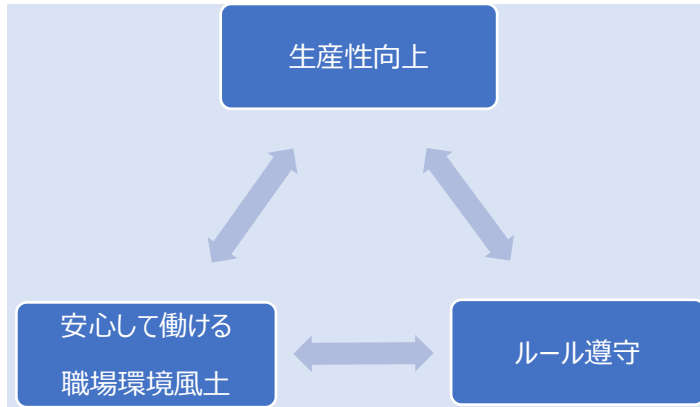 生産性向上
安心して働ける
職場環境風土
ルール遵守